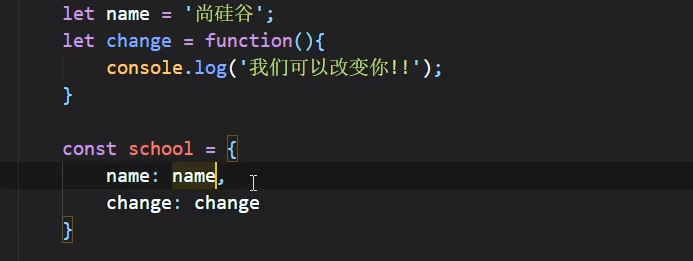 let name = '尚硅谷';
let change = function(){
console.log('我们可以改变你!!');
}
const school = {
name: name,
change: change
}